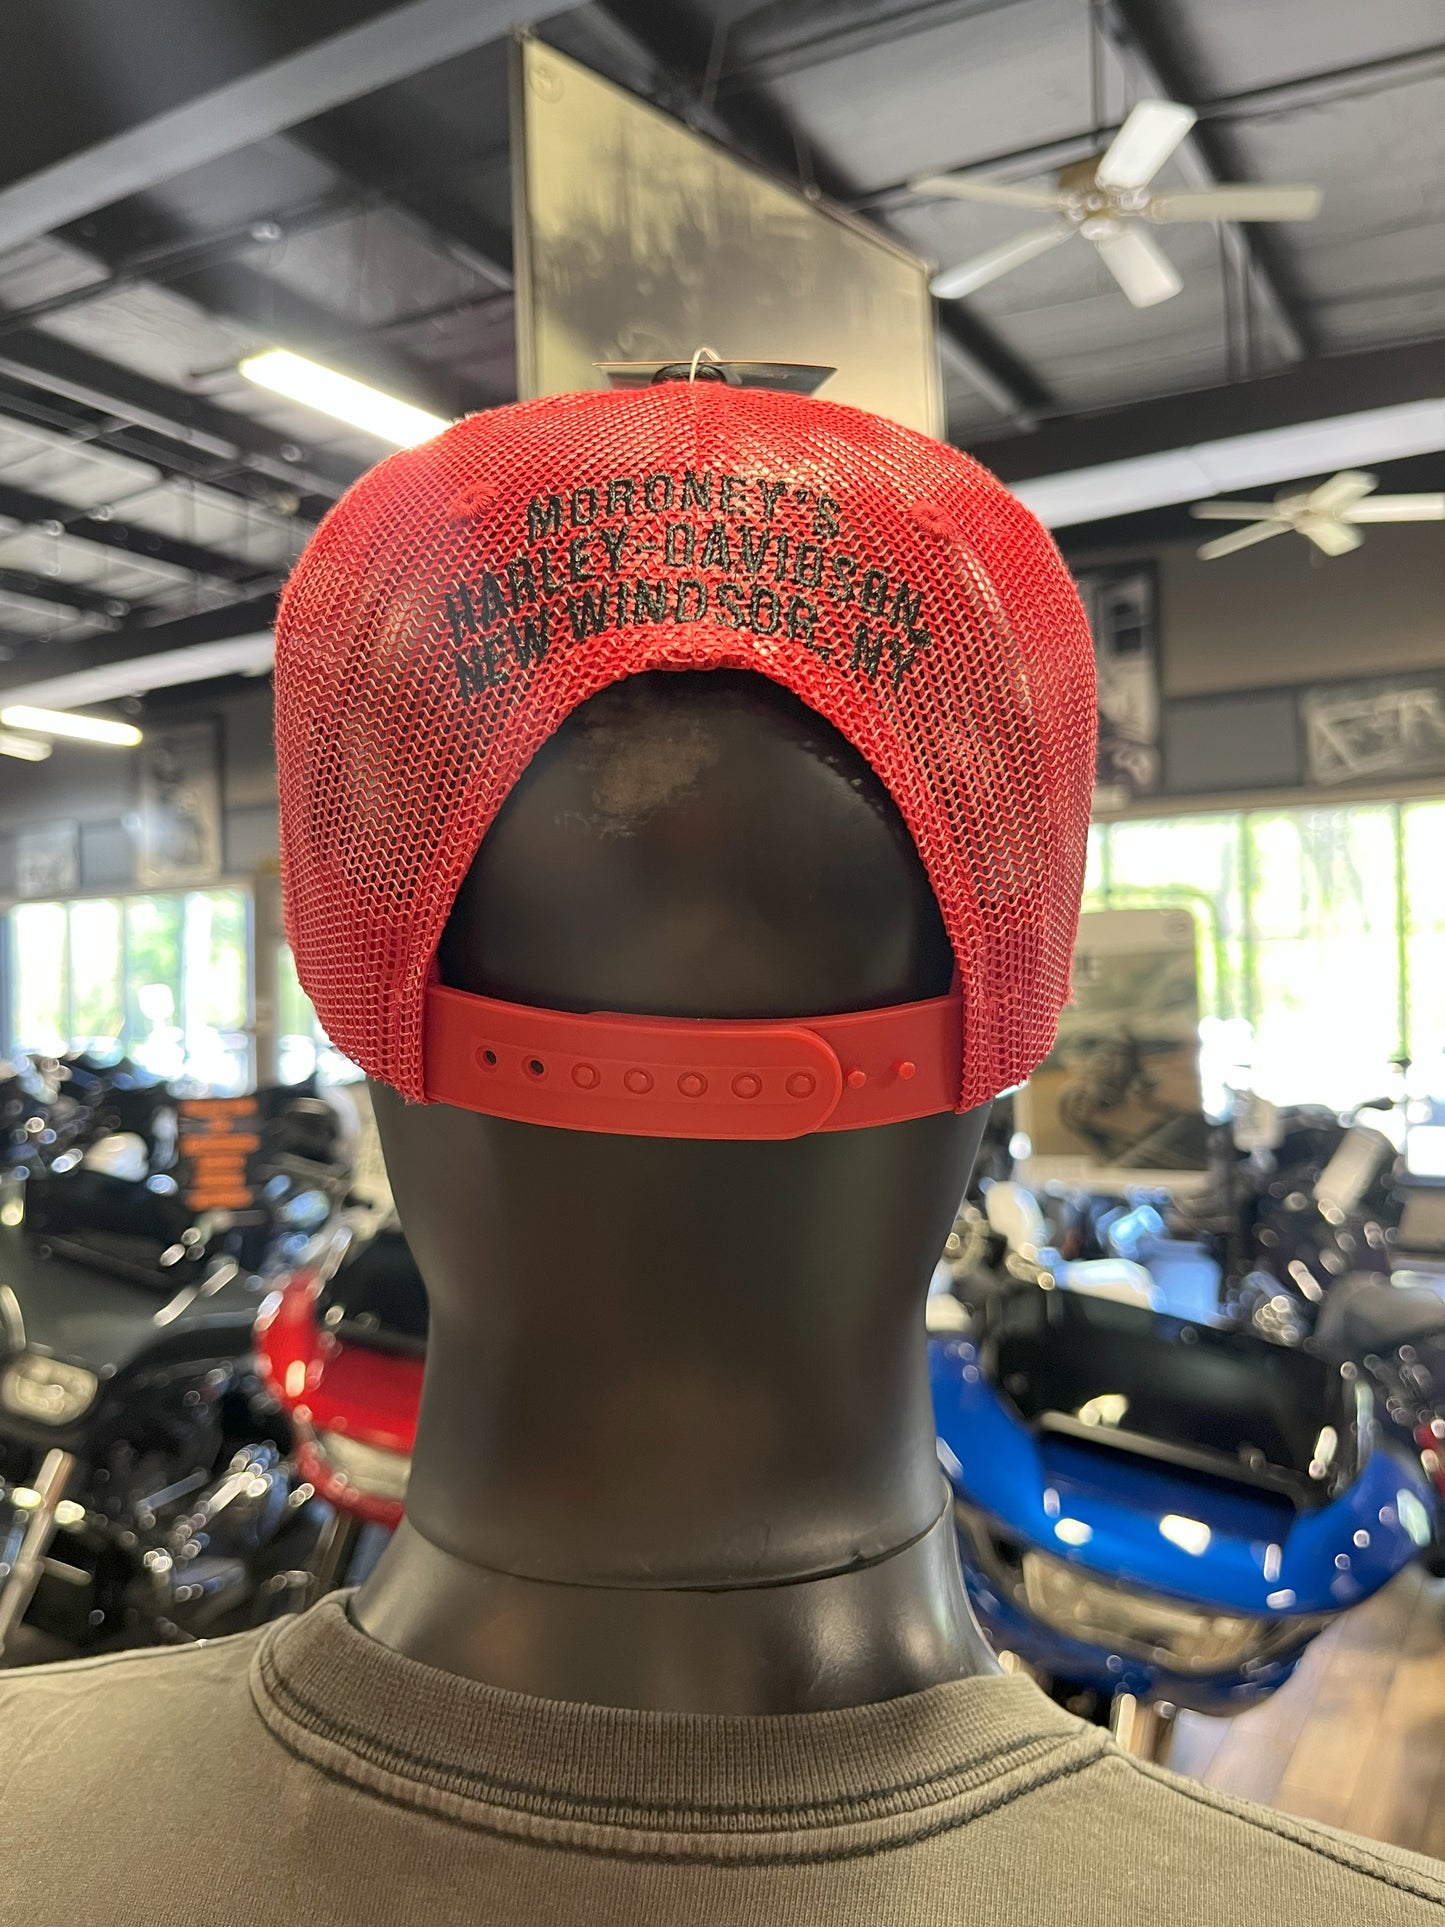 MORONEY'S
HARLEY-DAVIDSON,
NEW WINDSOR, NY